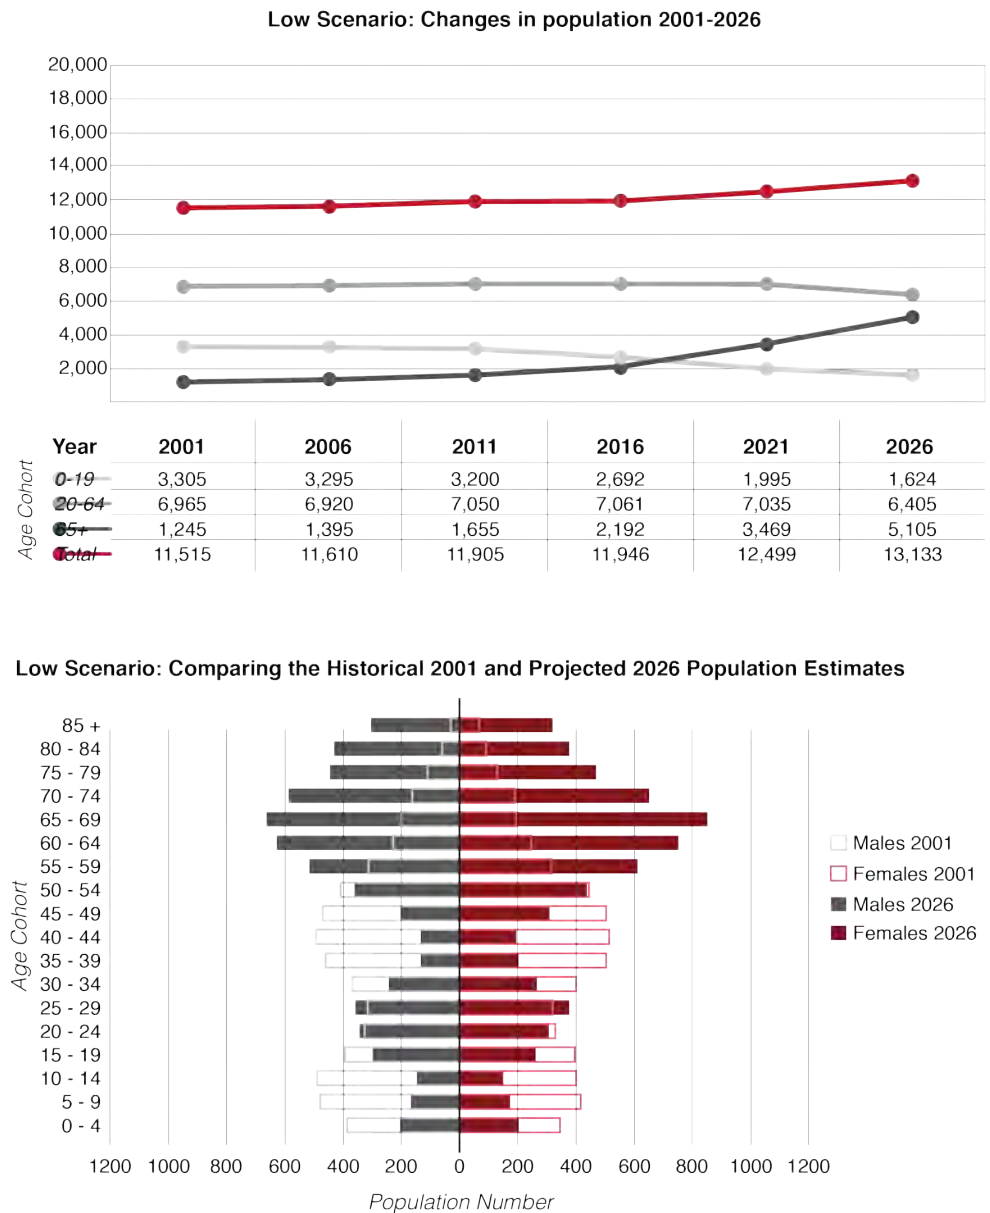 Low Scenario: Changes in population 2001-2026
20,000
18,000
16,000
14,000
12,000
10,000
8,000
6,000
4,000
2,000
Age Cohort
Year 2001 2006 2011 2016 2021 2026
0-19 3,305 3,295 3,200 2,692 1,995 1,624
20-64 6,965 6,920 7,050 7,061 7,035 6,405
65+ 1,245 1,395 1,655 2,192 3,469 5,105
Total 11,515 11,610 11,905 11,946 12,499 13,133
Low Scenario: Comparing the Historical 2001 and Projected 2026 Population Estimates
Age Cohort
85 +
80 - 84
75 - 79
70 - 74
65 - 69
60 - 64
55 - 59
50 - 54
45 - 49
40 - 44
35 - 39
30 - 34
25 - 29
20 - 24
15 - 19
10 - 14
5 - 9
0 - 4
Males 2001
Females 2001
Males 2026
Females 2026
1200 1000 800 600 400 200 0 200 400 600 800 1000 1200
Population Number